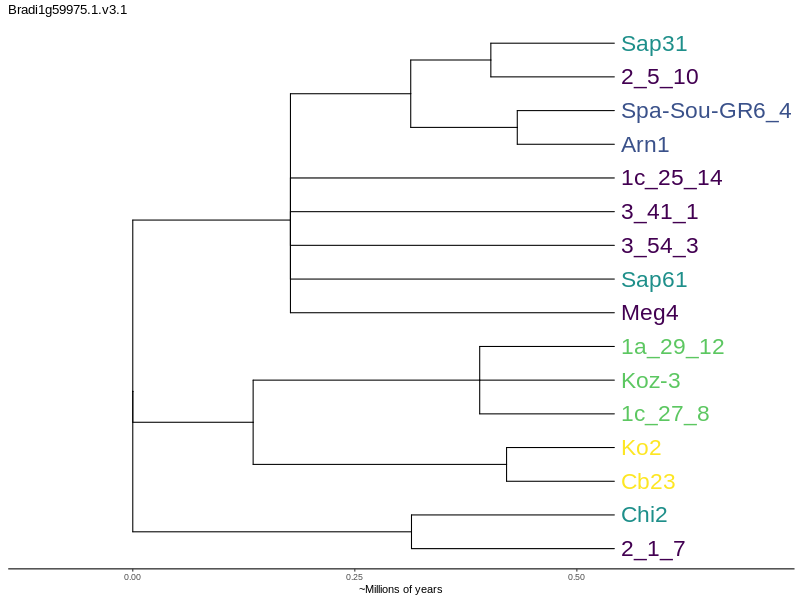 Bradi1g59975.1.v3.1
Sap31
2_5_10
Spa-Sou-GR6_4
Arn1
1c_25_14
3_41_1
3_54_3
Sap61
Meg4
1a_29_12
Koz-3
1c_27_8
Ko2
Cb23
Chi2
2_1_7
0.00 0.25 0.50
~Millions of years